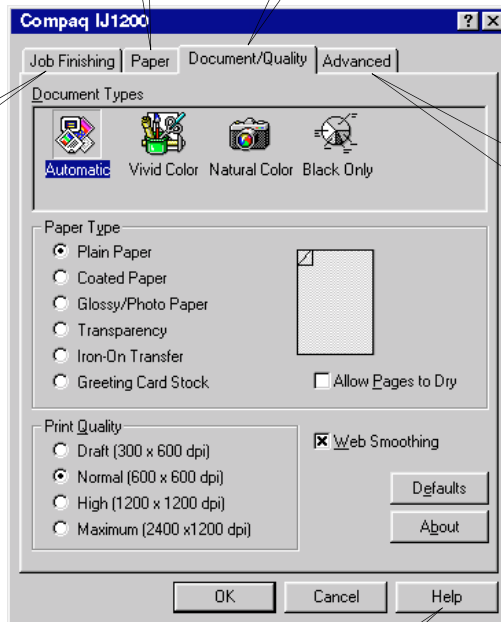 Compaq IJ1200
Job Finishing Paper Document/Quality Advanced
Document Types
Automatic Vivid Color Natural Color Black Only
Paper Type
Plain Paper
Coated Paper
Glossy/Photo Paper
Transparency
Iron-On Transfer
Greeting Card Stock
Allow Pages to Dry
Print Quality
Draft (300 x 600 dpi)
Normal (600 x 600 dpi)
High (1200 x 1200 dpi)
Maximum (2400 x1200 dpi)
Web Smoothing
Defaults
About
OK Cancel Help